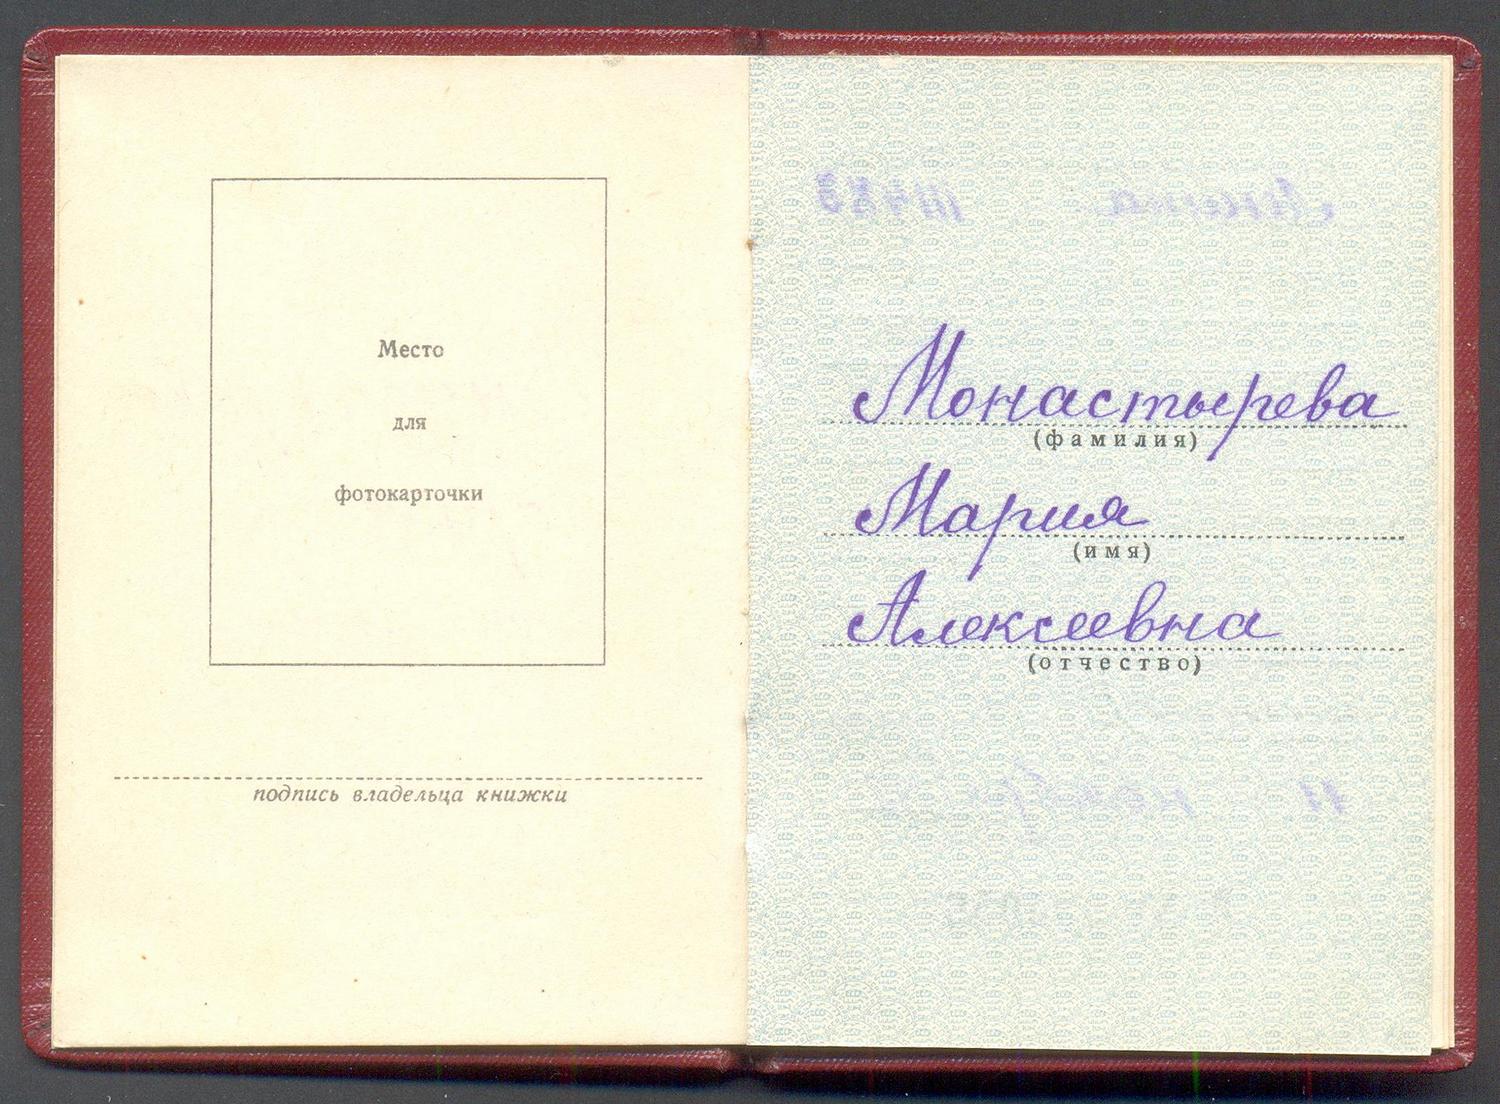 Место
для
фотокарточки
подпись владельца книжки
Монастырева
(фамилия)
Мария
(имя)
Алексеевна
(отчество)